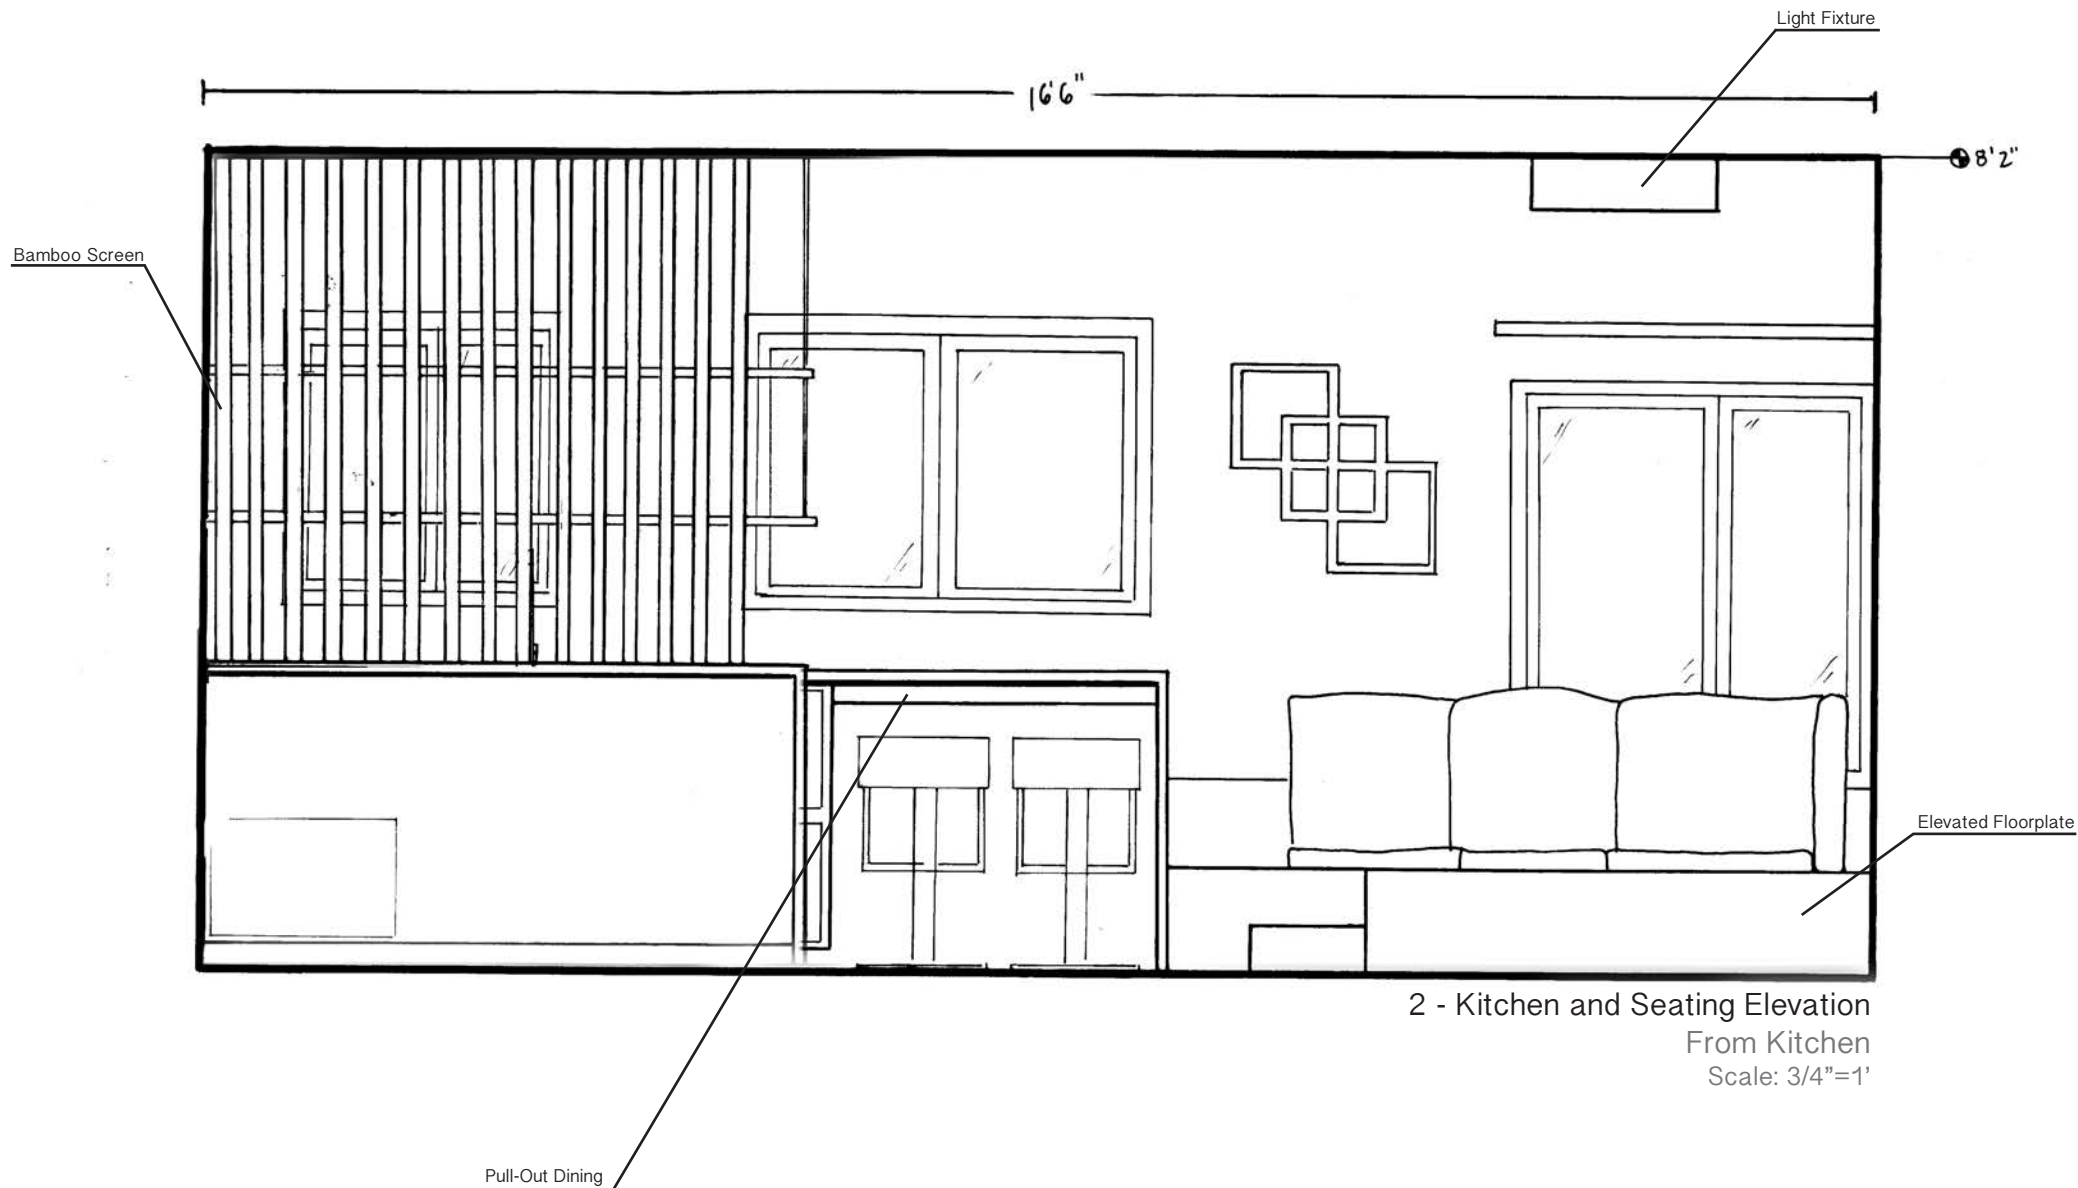 Light Fixture
16'6"
8'2"
Bamboo Screen
Elevated Floorplate
2 - Kitchen and Seating Elevation
From Kitchen
Scale: 3/4”=1’
Pull-Out Dining